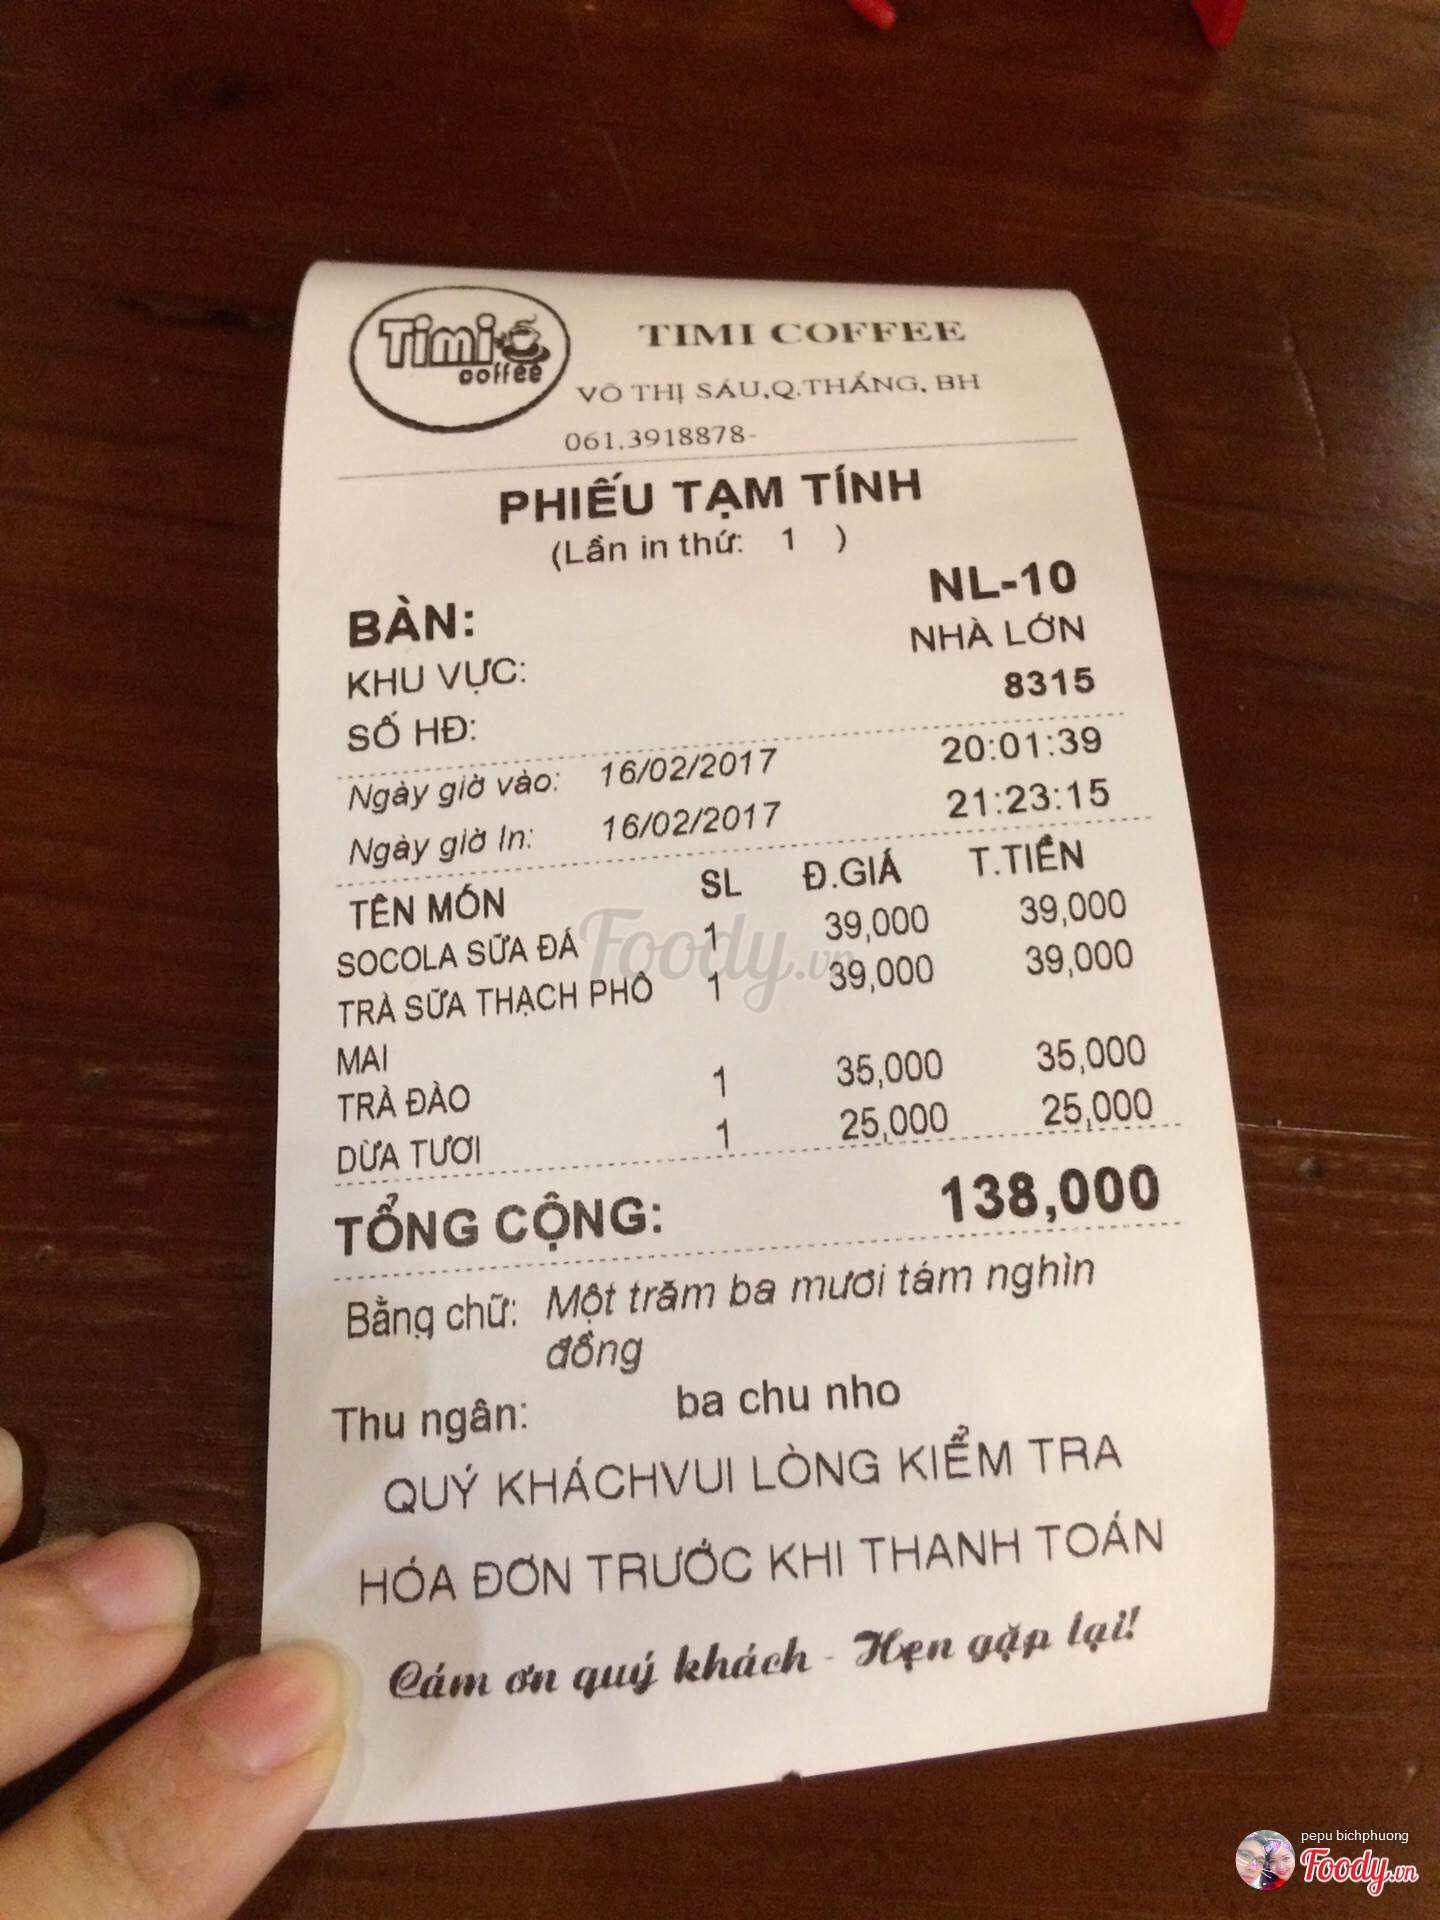 Timi coffee
TIMI COFFEE
VÕ THỊ SÁU,Q.THẮNG, BH
061.3918878-
PHIẾU TẠM TÍNH
(Lần in thứ: 1 )
BÀN: NL-10
KHU VỰC: NHÀ LỚN
SỐ HĐ: 8315
Ngày giờ vào: 16/02/2017 20:01:39
Ngày giờ In: 16/02/2017 21:23:15
TÊN MÓN SL Đ.GIÁ T.TIỀN
SOCOLA SỮA ĐÁ 1 39,000 39,000
TRÀ SỮA THẠCH PHÔ 1 39,000 39,000
MAI
TRÀ ĐÀO 1 35,000 35,000
DỪA TƯƠI 1 25,000 25,000
TỔNG CỘNG: 138,000
Bằng chữ: Một trăm ba mươi tám nghìn
đồng
Thu ngân: ba chu nho
QUÝ KHÁCHVUI LÒNG KIỂM TRA
HÓA ĐƠN TRƯỚC KHI THANH TOÁN
Cám ơn quý khách - Hẹn gặp lại!
Foody.vn
pepu bichphuong
Foody.vn